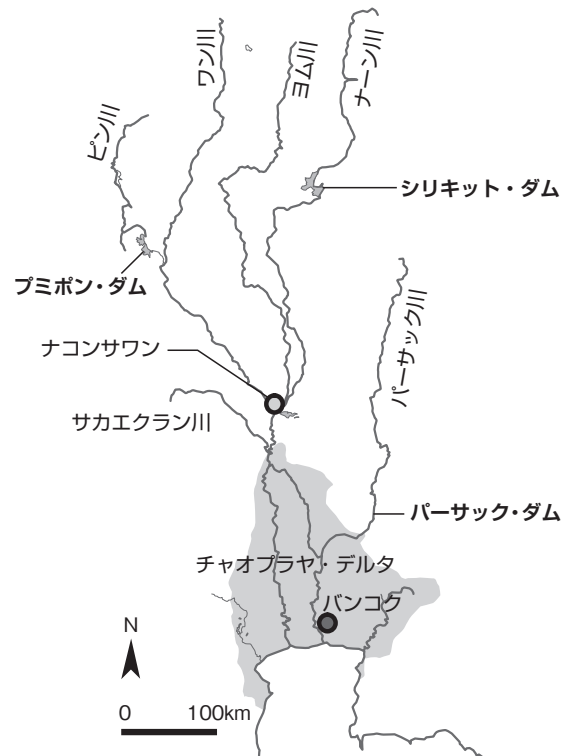 ワン川
ヨム川
ナーン川
ピン川
シリキット・ダム
プミポン・ダム
パーサック川
ナコンサワン
サカエクラン川
パーサック・ダム
チャオプラヤ・デルタ
バンコク
N
0 100km